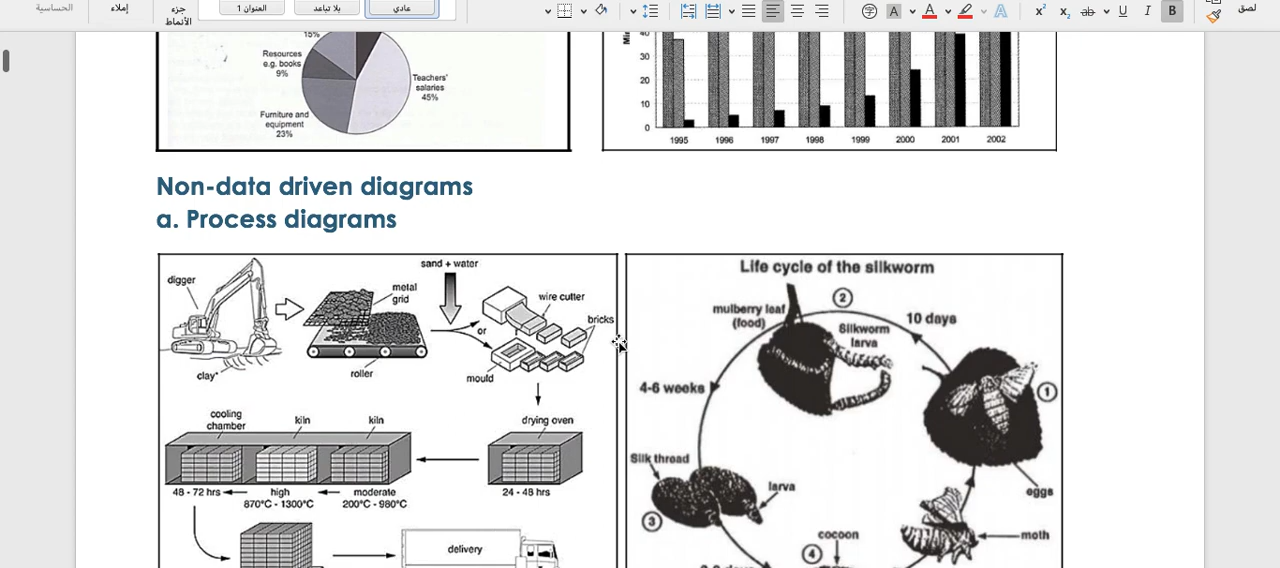 الحساسية
إملاء
جزء
الأنماط
العنوان 1
بلا تباعد
عادي
A
A
A
x²
x₂
ab
U
I
B
لصق
15%
Resources
e.g. books
9%
Furniture and
equipment
23%
Teachers'
salaries
45%
40
30
20
10
0
1995 1996 1997 1998 1999 2000 2001 2002
Non-data driven diagrams
a. Process diagrams
digger
clay*
metal
grid
roller
sand + water
or
wire cutter
bricks
mould
drying oven
24 - 48 hrs
cooling
chamber
kiln
kiln
48 - 72 hrs
high
870°C - 1300°C
moderate
200°C - 980°C
delivery
Life cycle of the silkworm
mulberry leaf
(food)
2
Silkworm
larva
10 days
1
4-6 weeks
eggs
Silk thread
larva
3
moth
cocoon
4